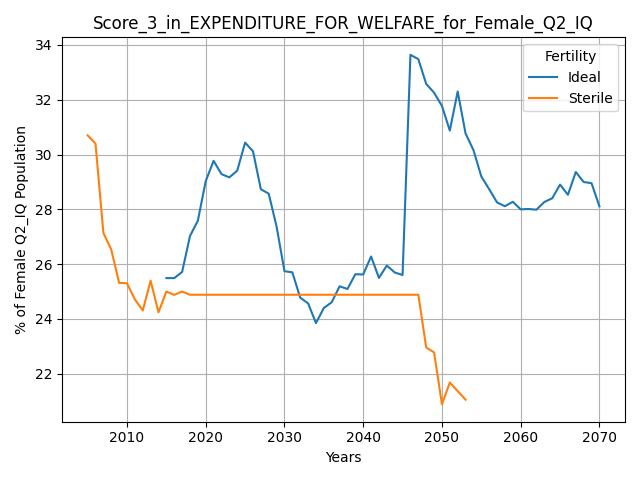 Score_3_in_EXPENDITURE_FOR_WELFARE_for_Female_Q2_IQ
Fertility
Ideal
Sterile
% of Female Q2_IQ Population
34
32
30
28
26
24
22
2010 2020 2030 2040 2050 2060 2070
Years